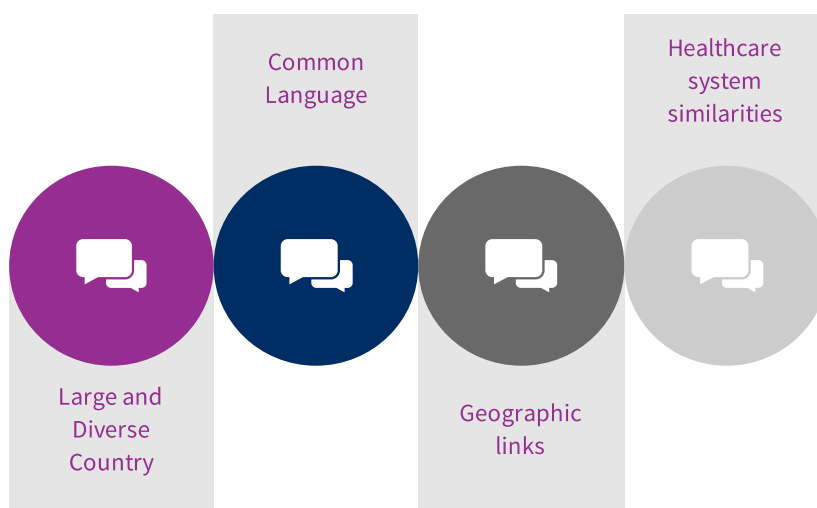 Large and
Diverse
Country
Common
Language
Geographic
links
Healthcare
system
similarities